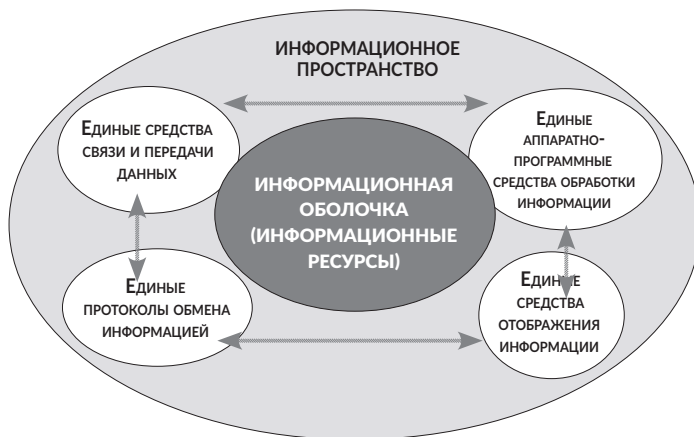 ИНФОРМАЦИОННОЕ
ПРОСТРАНСТВО
ЕДИНЫЕ СРЕДСТВА
СВЯЗИ И ПЕРЕДАЧИ
ДАННЫХ
ЕДИНЫЕ
АППАРАТНО-
ПРОГРАММНЫЕ
СРЕДСТВА ОБРАБОТКИ
ИНФОРМАЦИИ
ИНФОРМАЦИОННАЯ
ОБОЛОЧКА
(ИНФОРМАЦИОННЫЕ
РЕСУРСЫ)
ЕДИНЫЕ
ПРОТОКОЛЫ ОБМЕНА
ИНФОРМАЦИЕЙ
ЕДИНЫЕ
СРЕДСТВА
ОТОБРАЖЕНИЯ
ИНФОРМАЦИИ